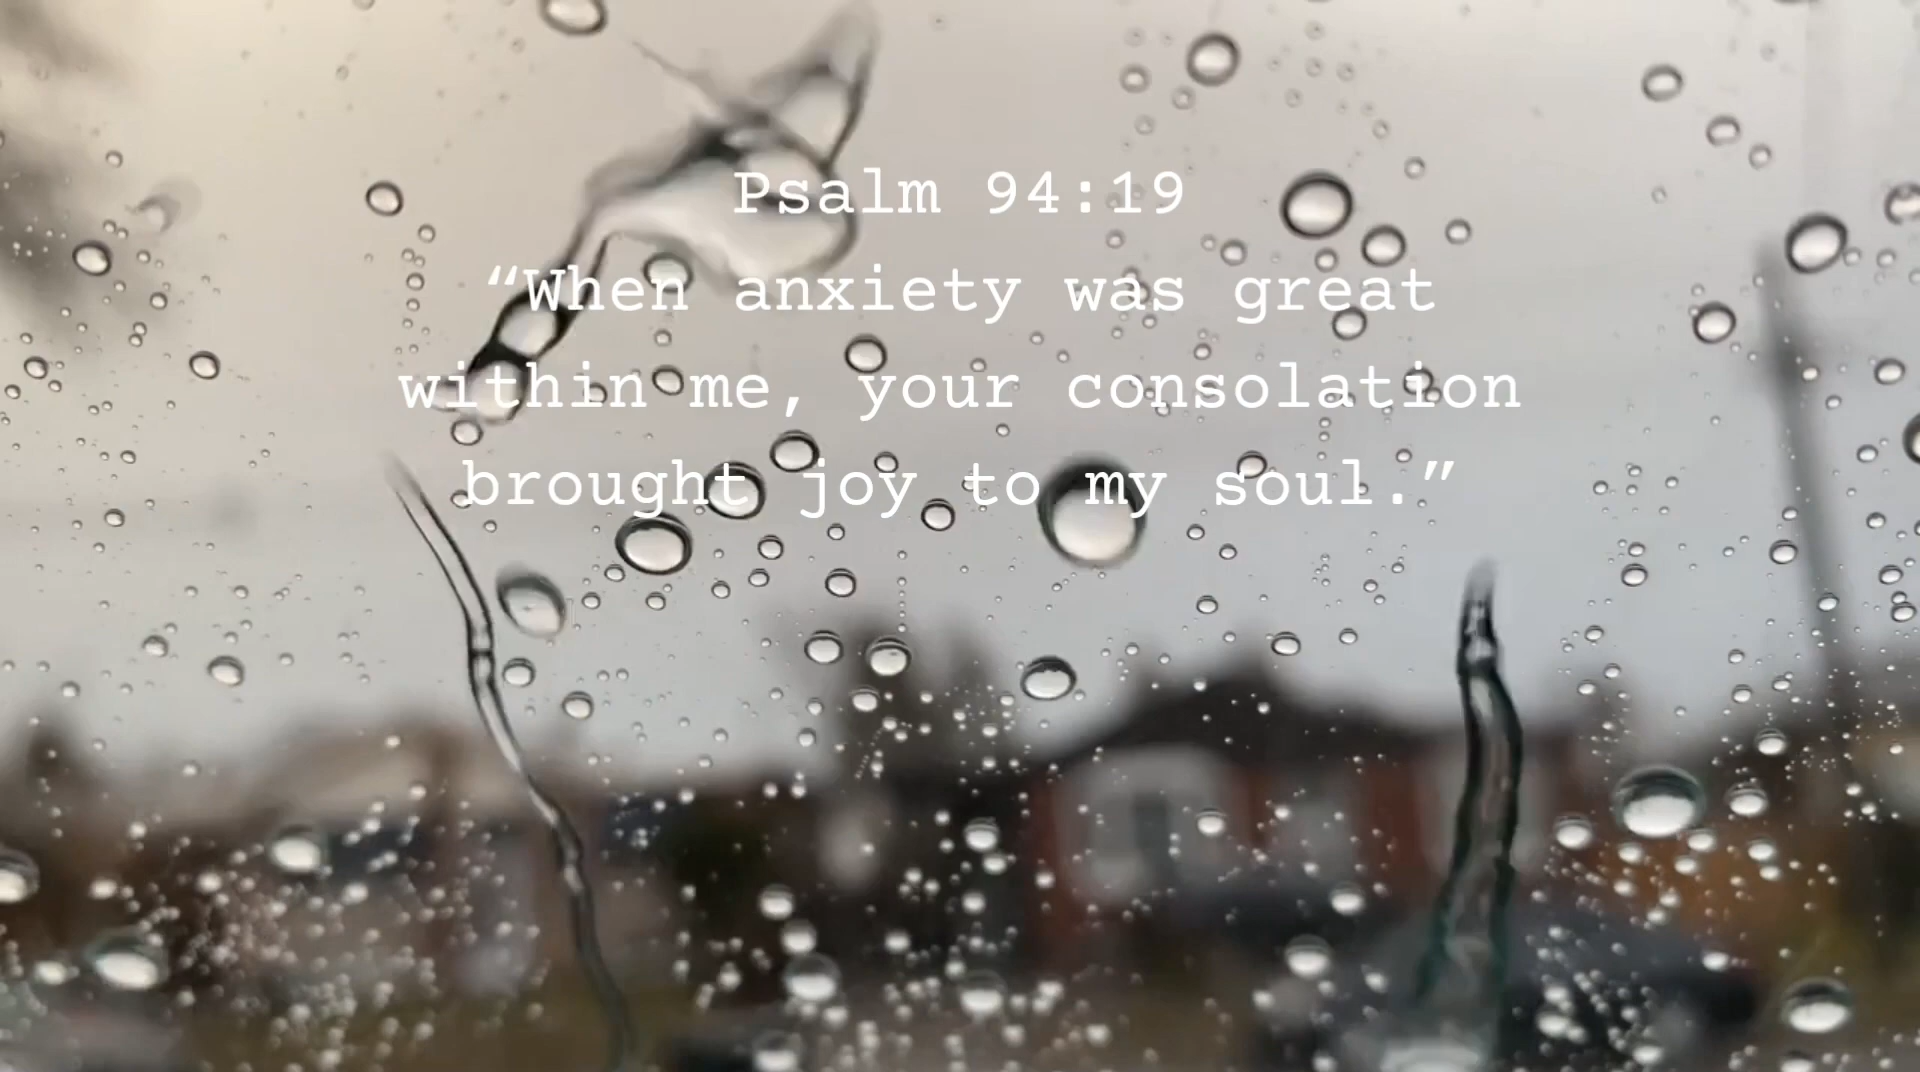 Psalm 94:19
“When anxiety was great
within me, your consolation
brought joy to my soul.”